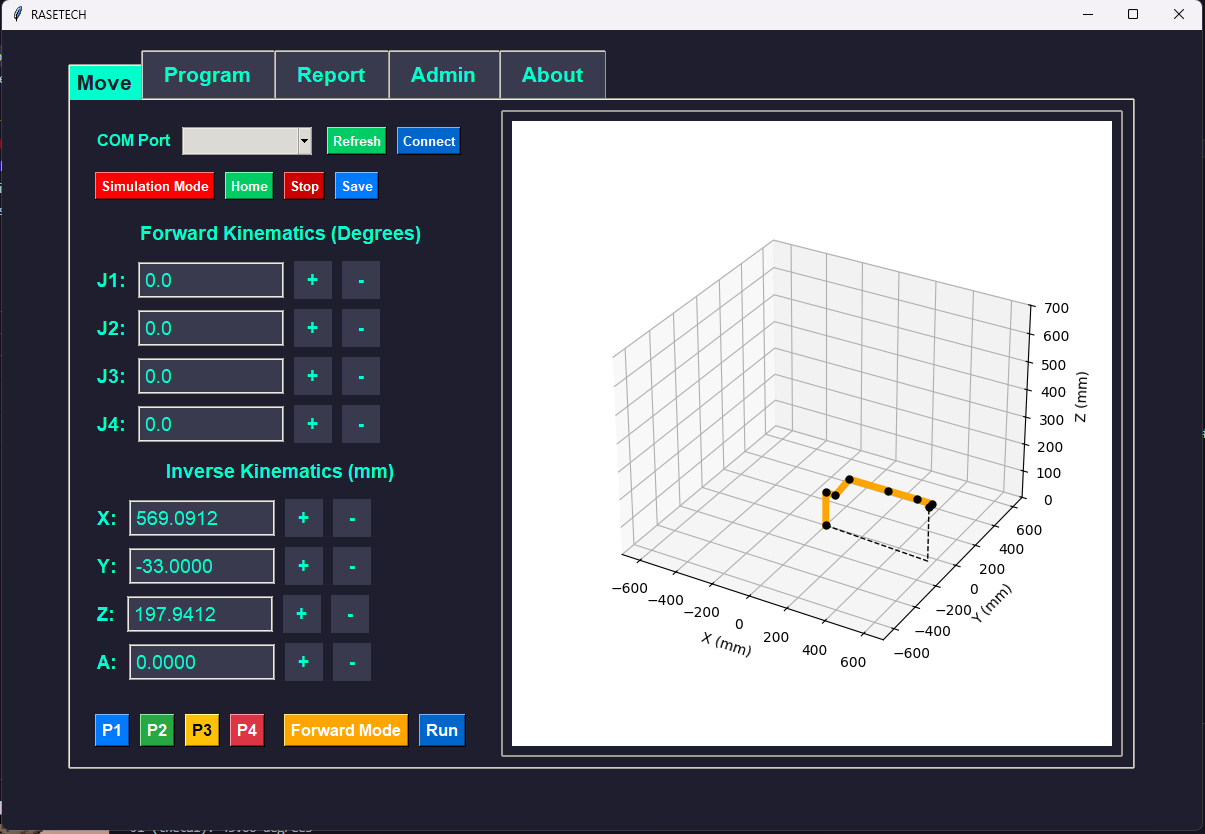 RASETECH
Move Program Report Admin About
COM Port Refresh Connect
Simulation Mode Home Stop Save
Forward Kinematics (Degrees)
J1: 0.0 + -
J2: 0.0 + -
J3: 0.0 + -
J4: 0.0 + -
Inverse Kinematics (mm)
X: 569.0912 + -
Y: -33.0000 + -
Z: 197.9412 + -
A: 0.0000 + -
P1 P2 P3 P4 Forward Mode Run
700
600
500
400
300
200
100
0
Z (mm)
600
400
200
0
−200
−400
−600
Y (mm)
−600
−400
−200
0
200
400
600
X (mm)